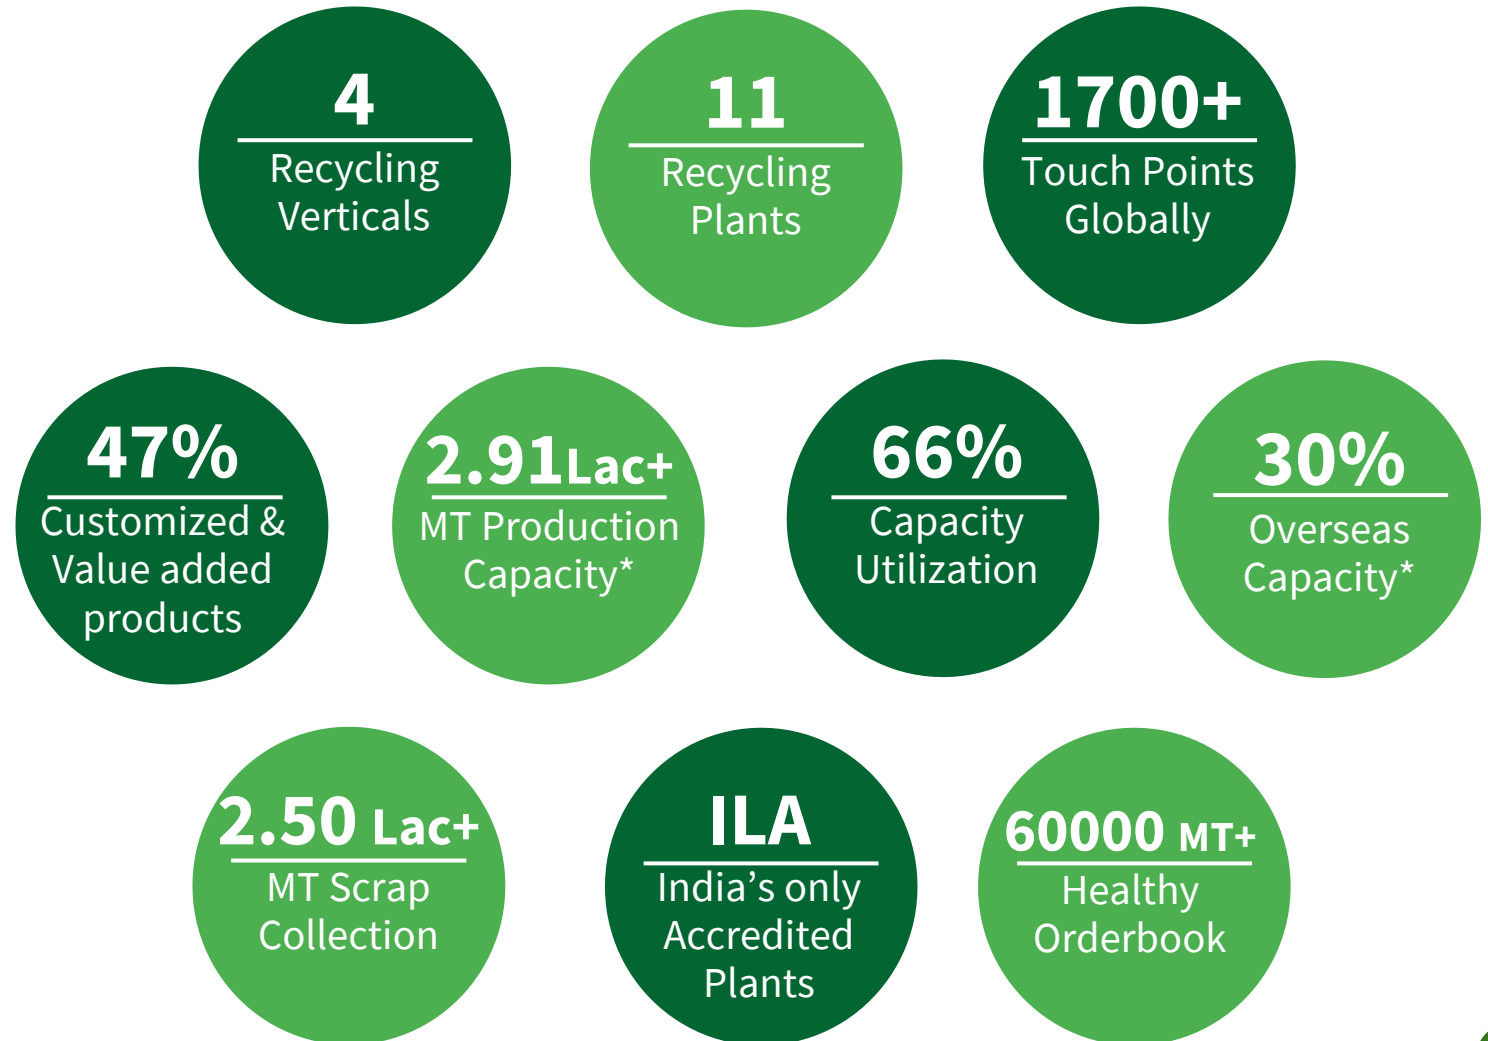 4
Recycling
Verticals
11
Recycling
Plants
1700+
Touch Points
Globally
47%
Customized &
Value added
products
2.91Lac+
MT Production
Capacity*
66%
Capacity
Utilization
30%
Overseas
Capacity*
2.50 Lac+
MT Scrap
Collection
ILA
India’s only
Accredited
Plants
60000 MT+
Healthy
Orderbook